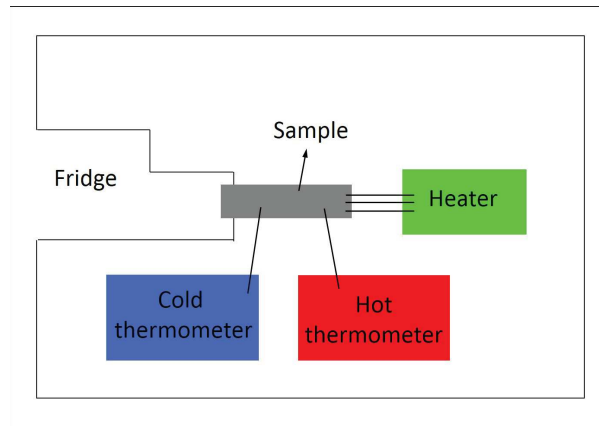 Sample
Fridge
Heater
Cold
thermometer
Hot
thermometer